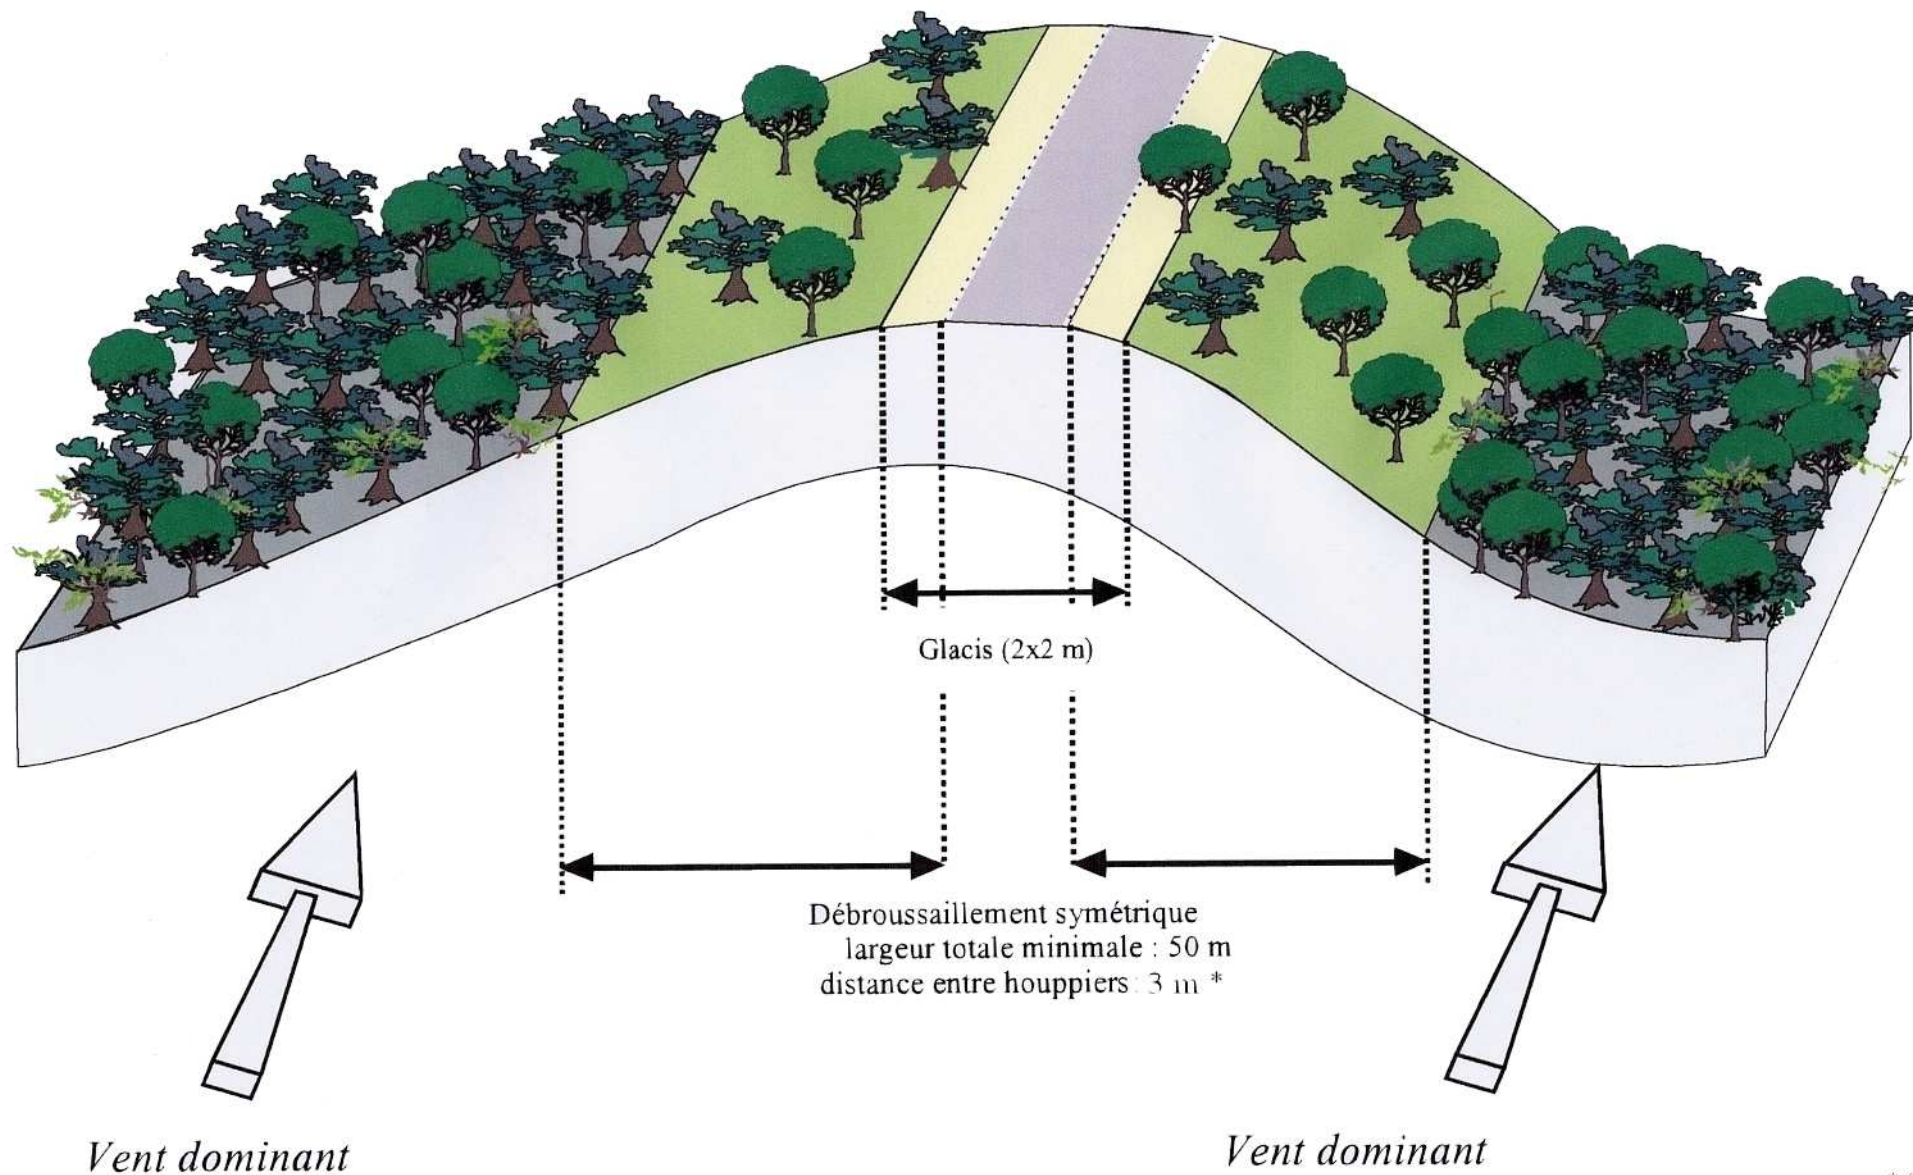 Glacis (2x2 m)
Débroussaillement symétrique
largeur totale minimale : 50 m
distance entre houppiers: 3 m *
Vent dominant
Vent dominant